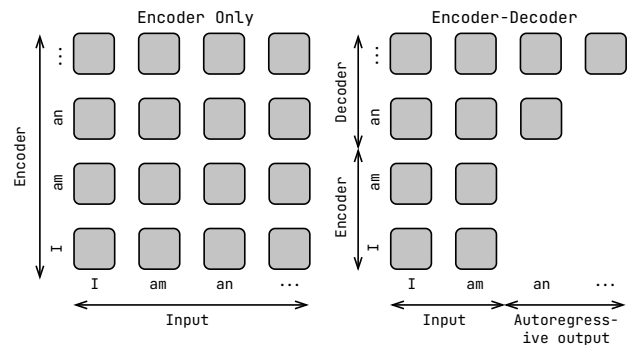 Encoder Only
Encoder-Decoder
Encoder
...
an
am
I
I am an ...
Input
Decoder
Encoder
...
an
am
I
I am an ...
Input
Autoregress-
ive output